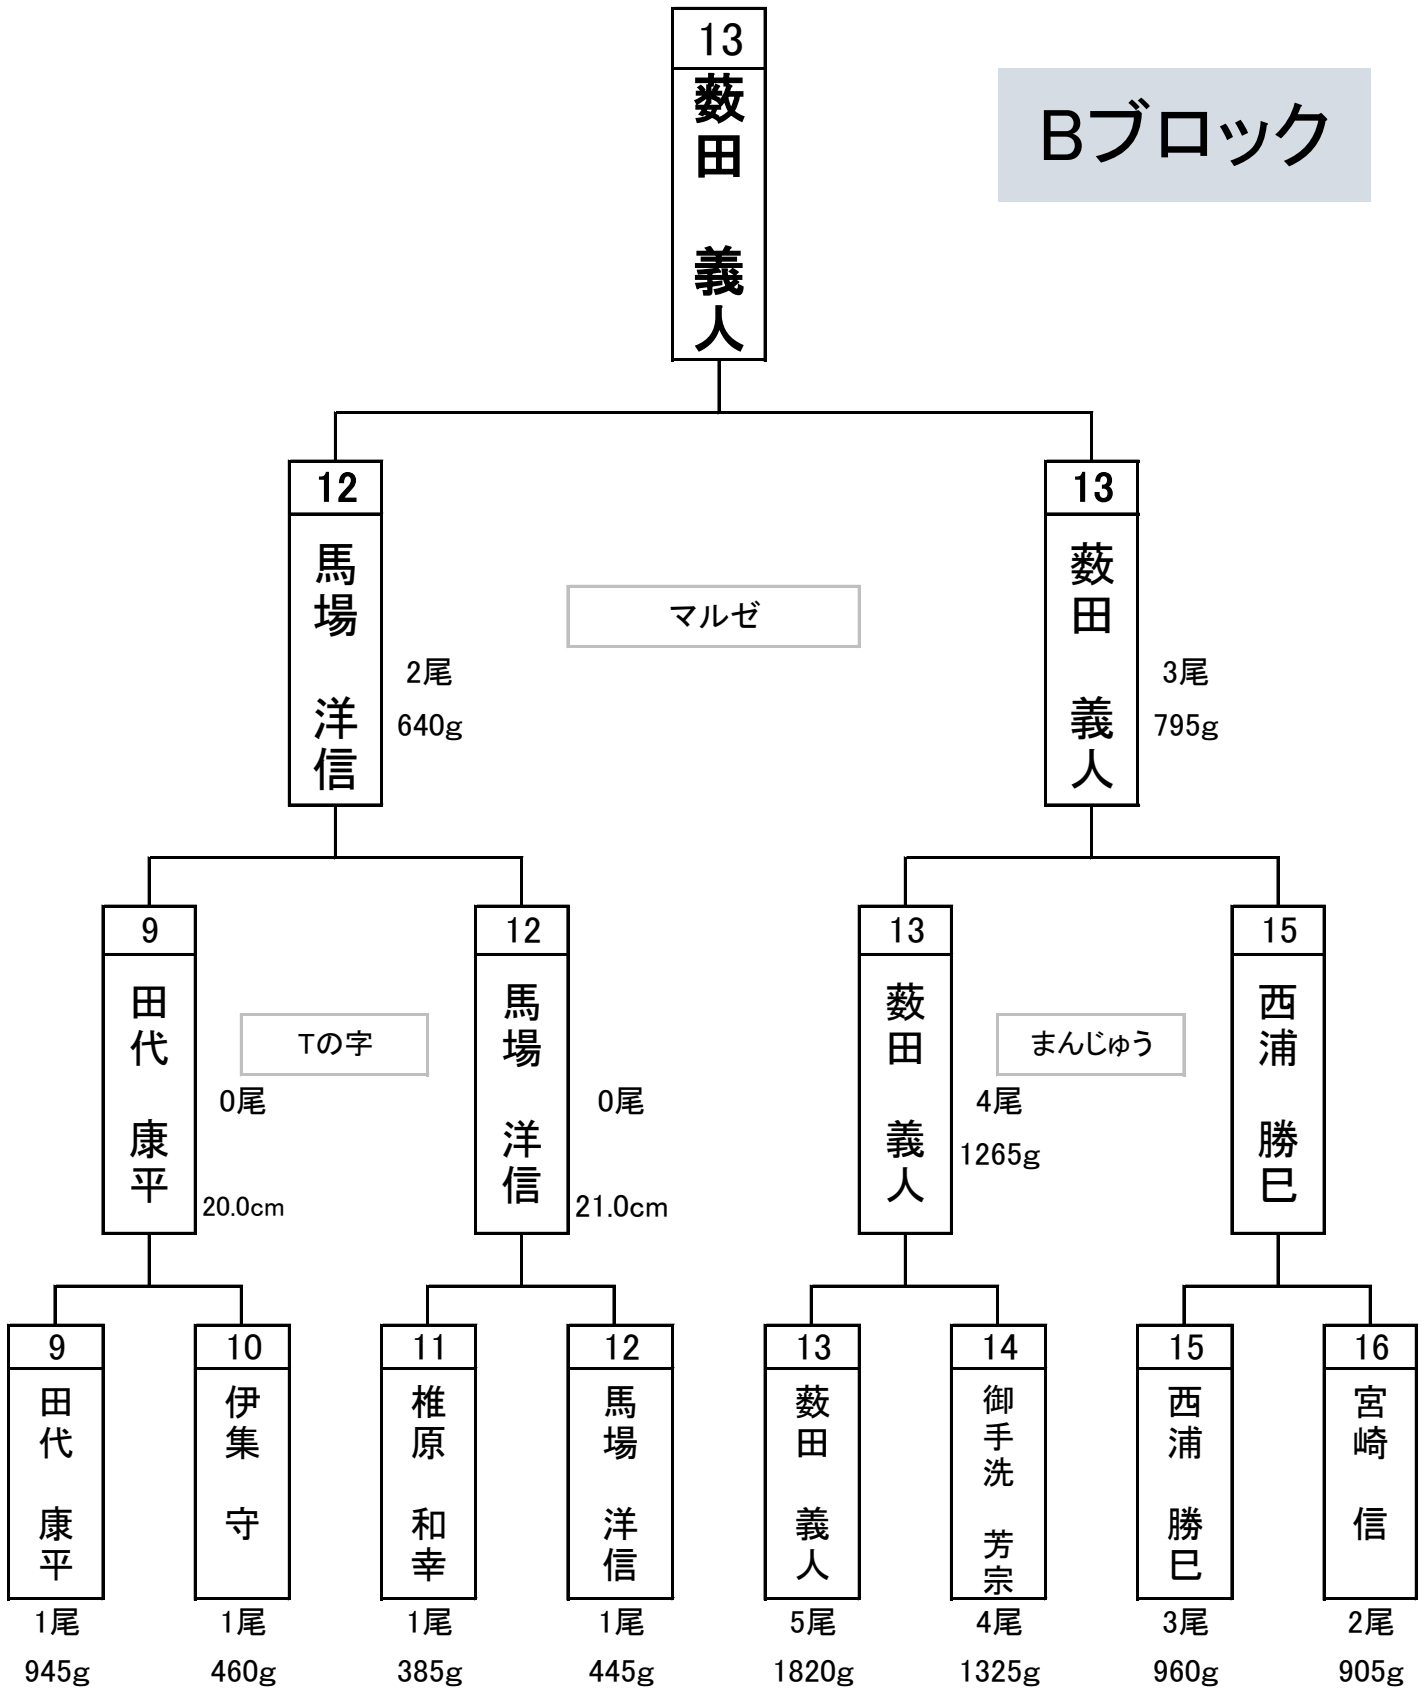 13
薮田 義人
Bブロック
12
馬場 洋信
2尾
640g
マルゼ
13
薮田 義人
3尾
795g
9
田代 康平
0尾
20.0cm
Tの字
12
馬場 洋信
0尾
21.0cm
13
薮田 義人
4尾
1265g
まんじゅう
15
西浦 勝巳
9
田代 康平
1尾
945g
10
伊集 守
1尾
460g
11
椎原 和幸
1尾
385g
12
馬場 洋信
1尾
445g
13
薮田 義人
5尾
1820g
14
御手洗 芳宗
4尾
1325g
15
西浦 勝巳
3尾
960g
16
宮崎 信
2尾
905g